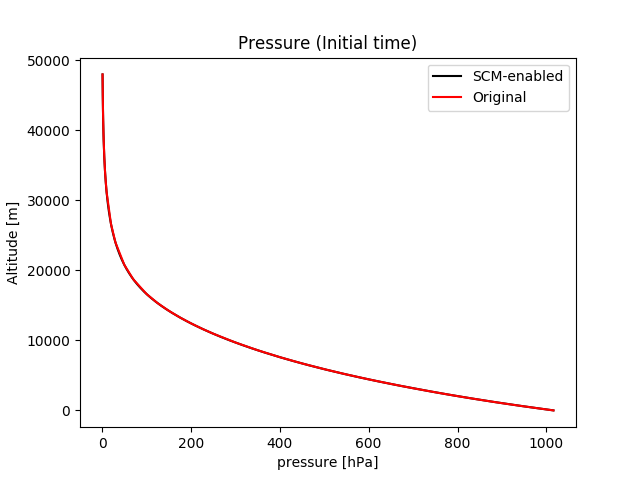 Pressure (Initial time)
SCM-enabled
Original
50000
40000
30000
20000
10000
0
Altitude [m]
0 200 400 600 800 1000
pressure [hPa]